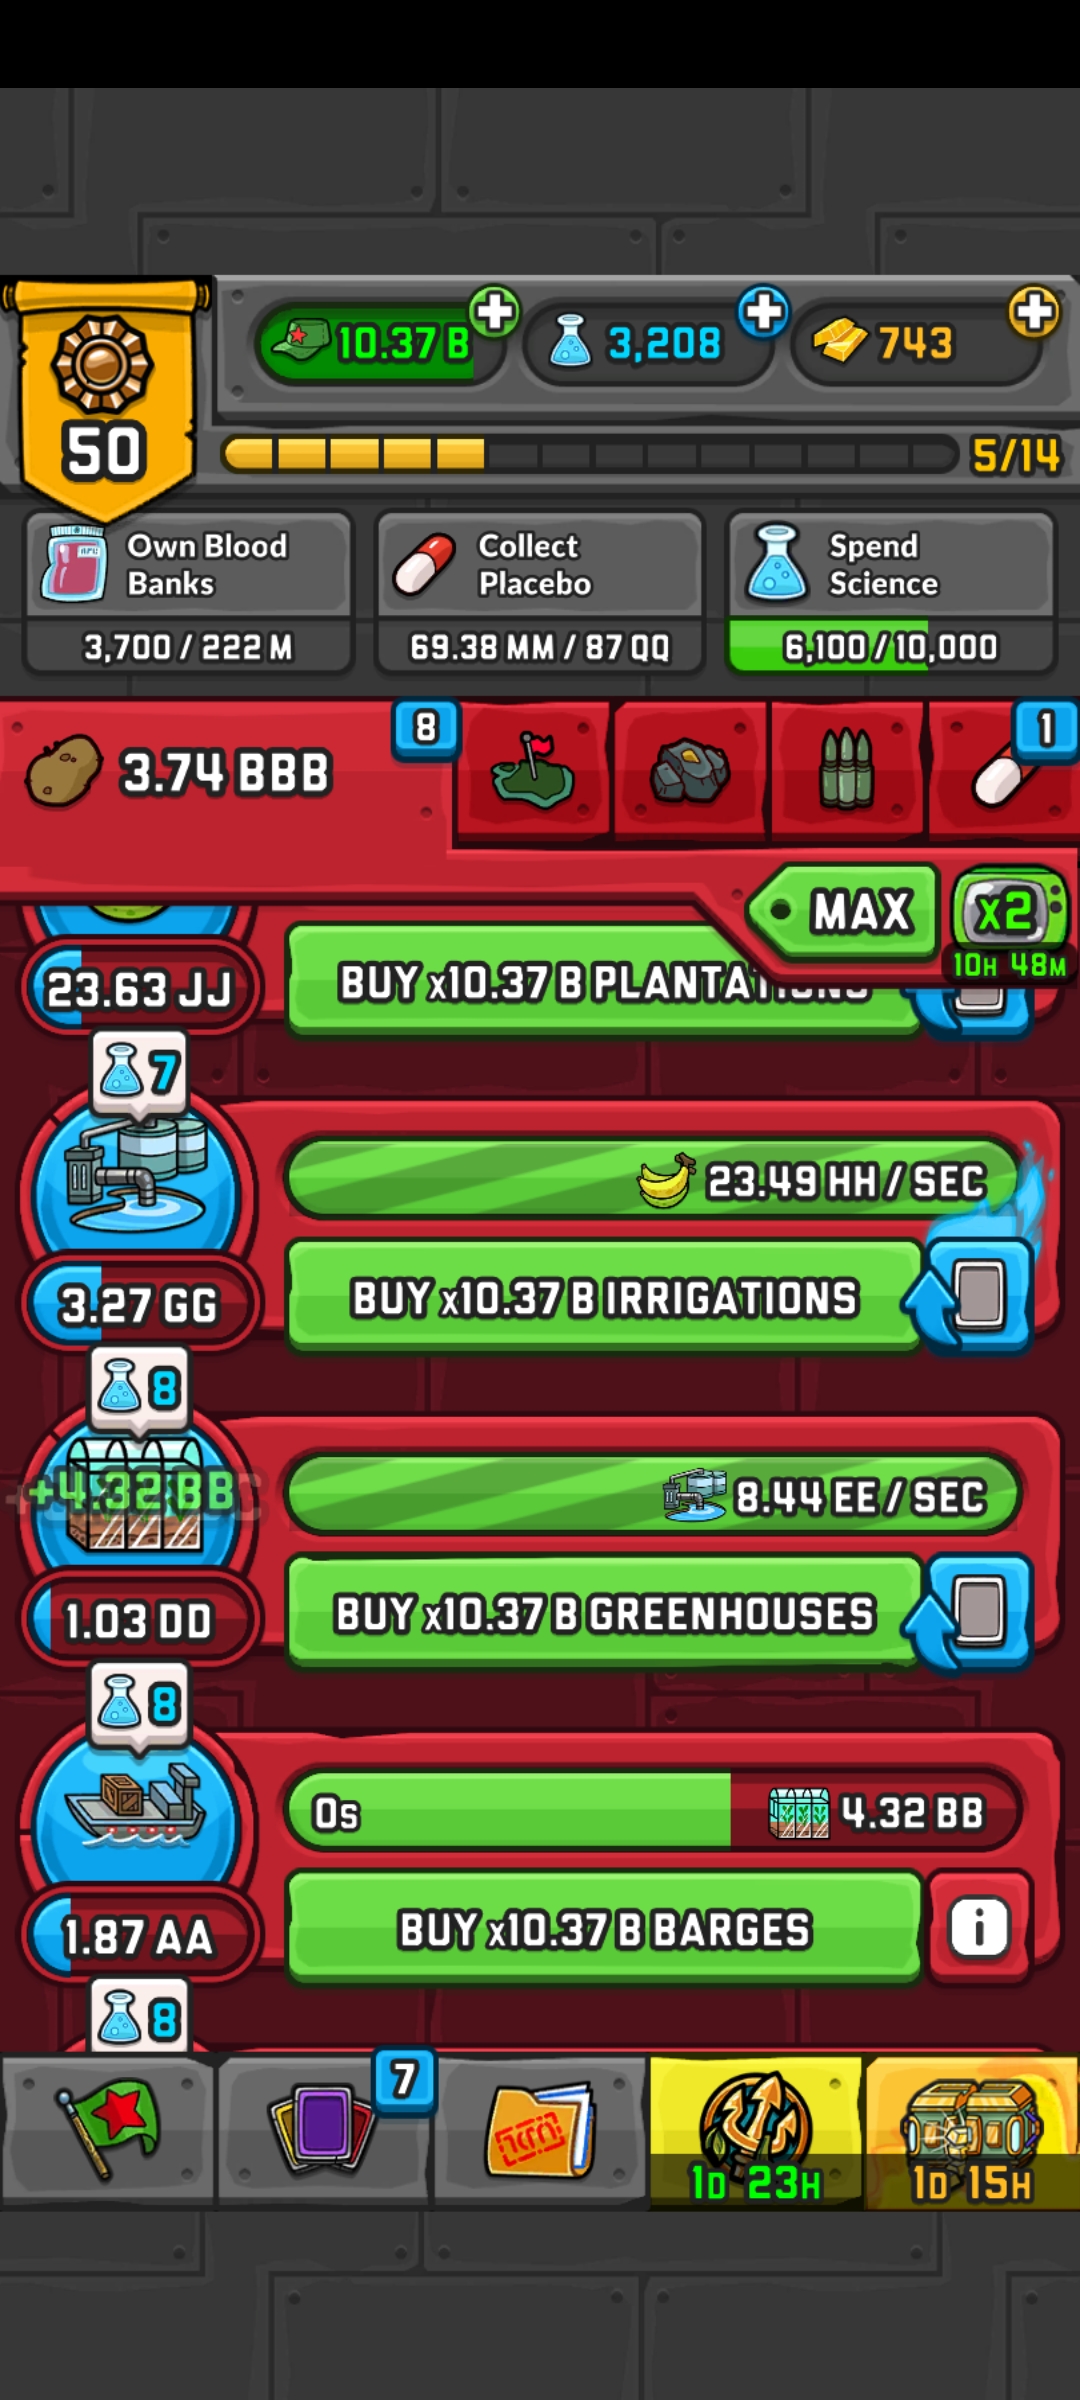 10.37 B
3,208
743
50
5/14
Own Blood
Banks
3,700 / 222 M
Collect
Placebo
69.38 MM / 87 QQ
Spend
Science
6,100 / 10,000
3.74 BBB
8
1
MAX
x2
10H 48M
23.63 JJ
BUY x10.37 B PLANTATIONS
7
23.49 HH / SEC
3.27 GG
BUY x10.37 B IRRIGATIONS
8
+4.32 BB
8.44 EE / SEC
1.03 DD
BUY x10.37 B GREENHOUSES
8
0s
4.32 BB
1.87 AA
BUY x10.37 B BARGES
i
8
7
1D 23H
1D 15H